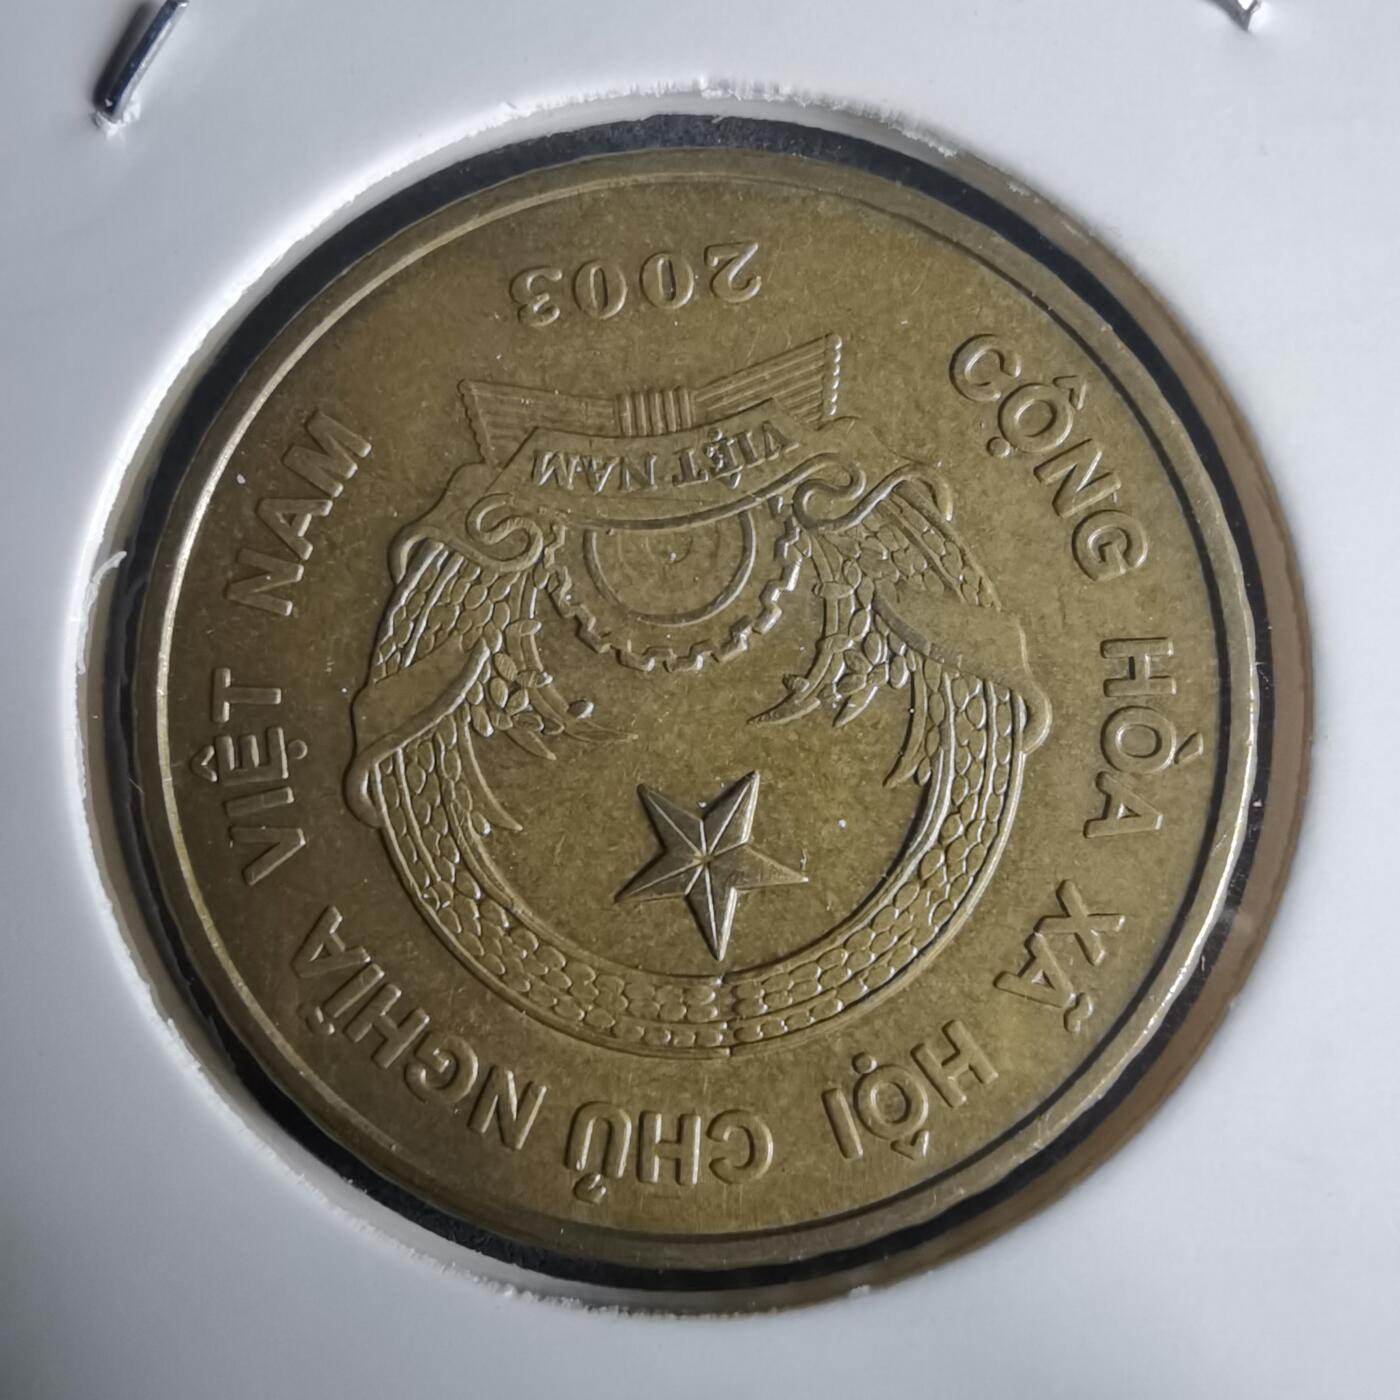 CỘNG HÒA XÃ HỘI CHỦ NGHĨA VIỆT NAM
VIỆT NAM
2003